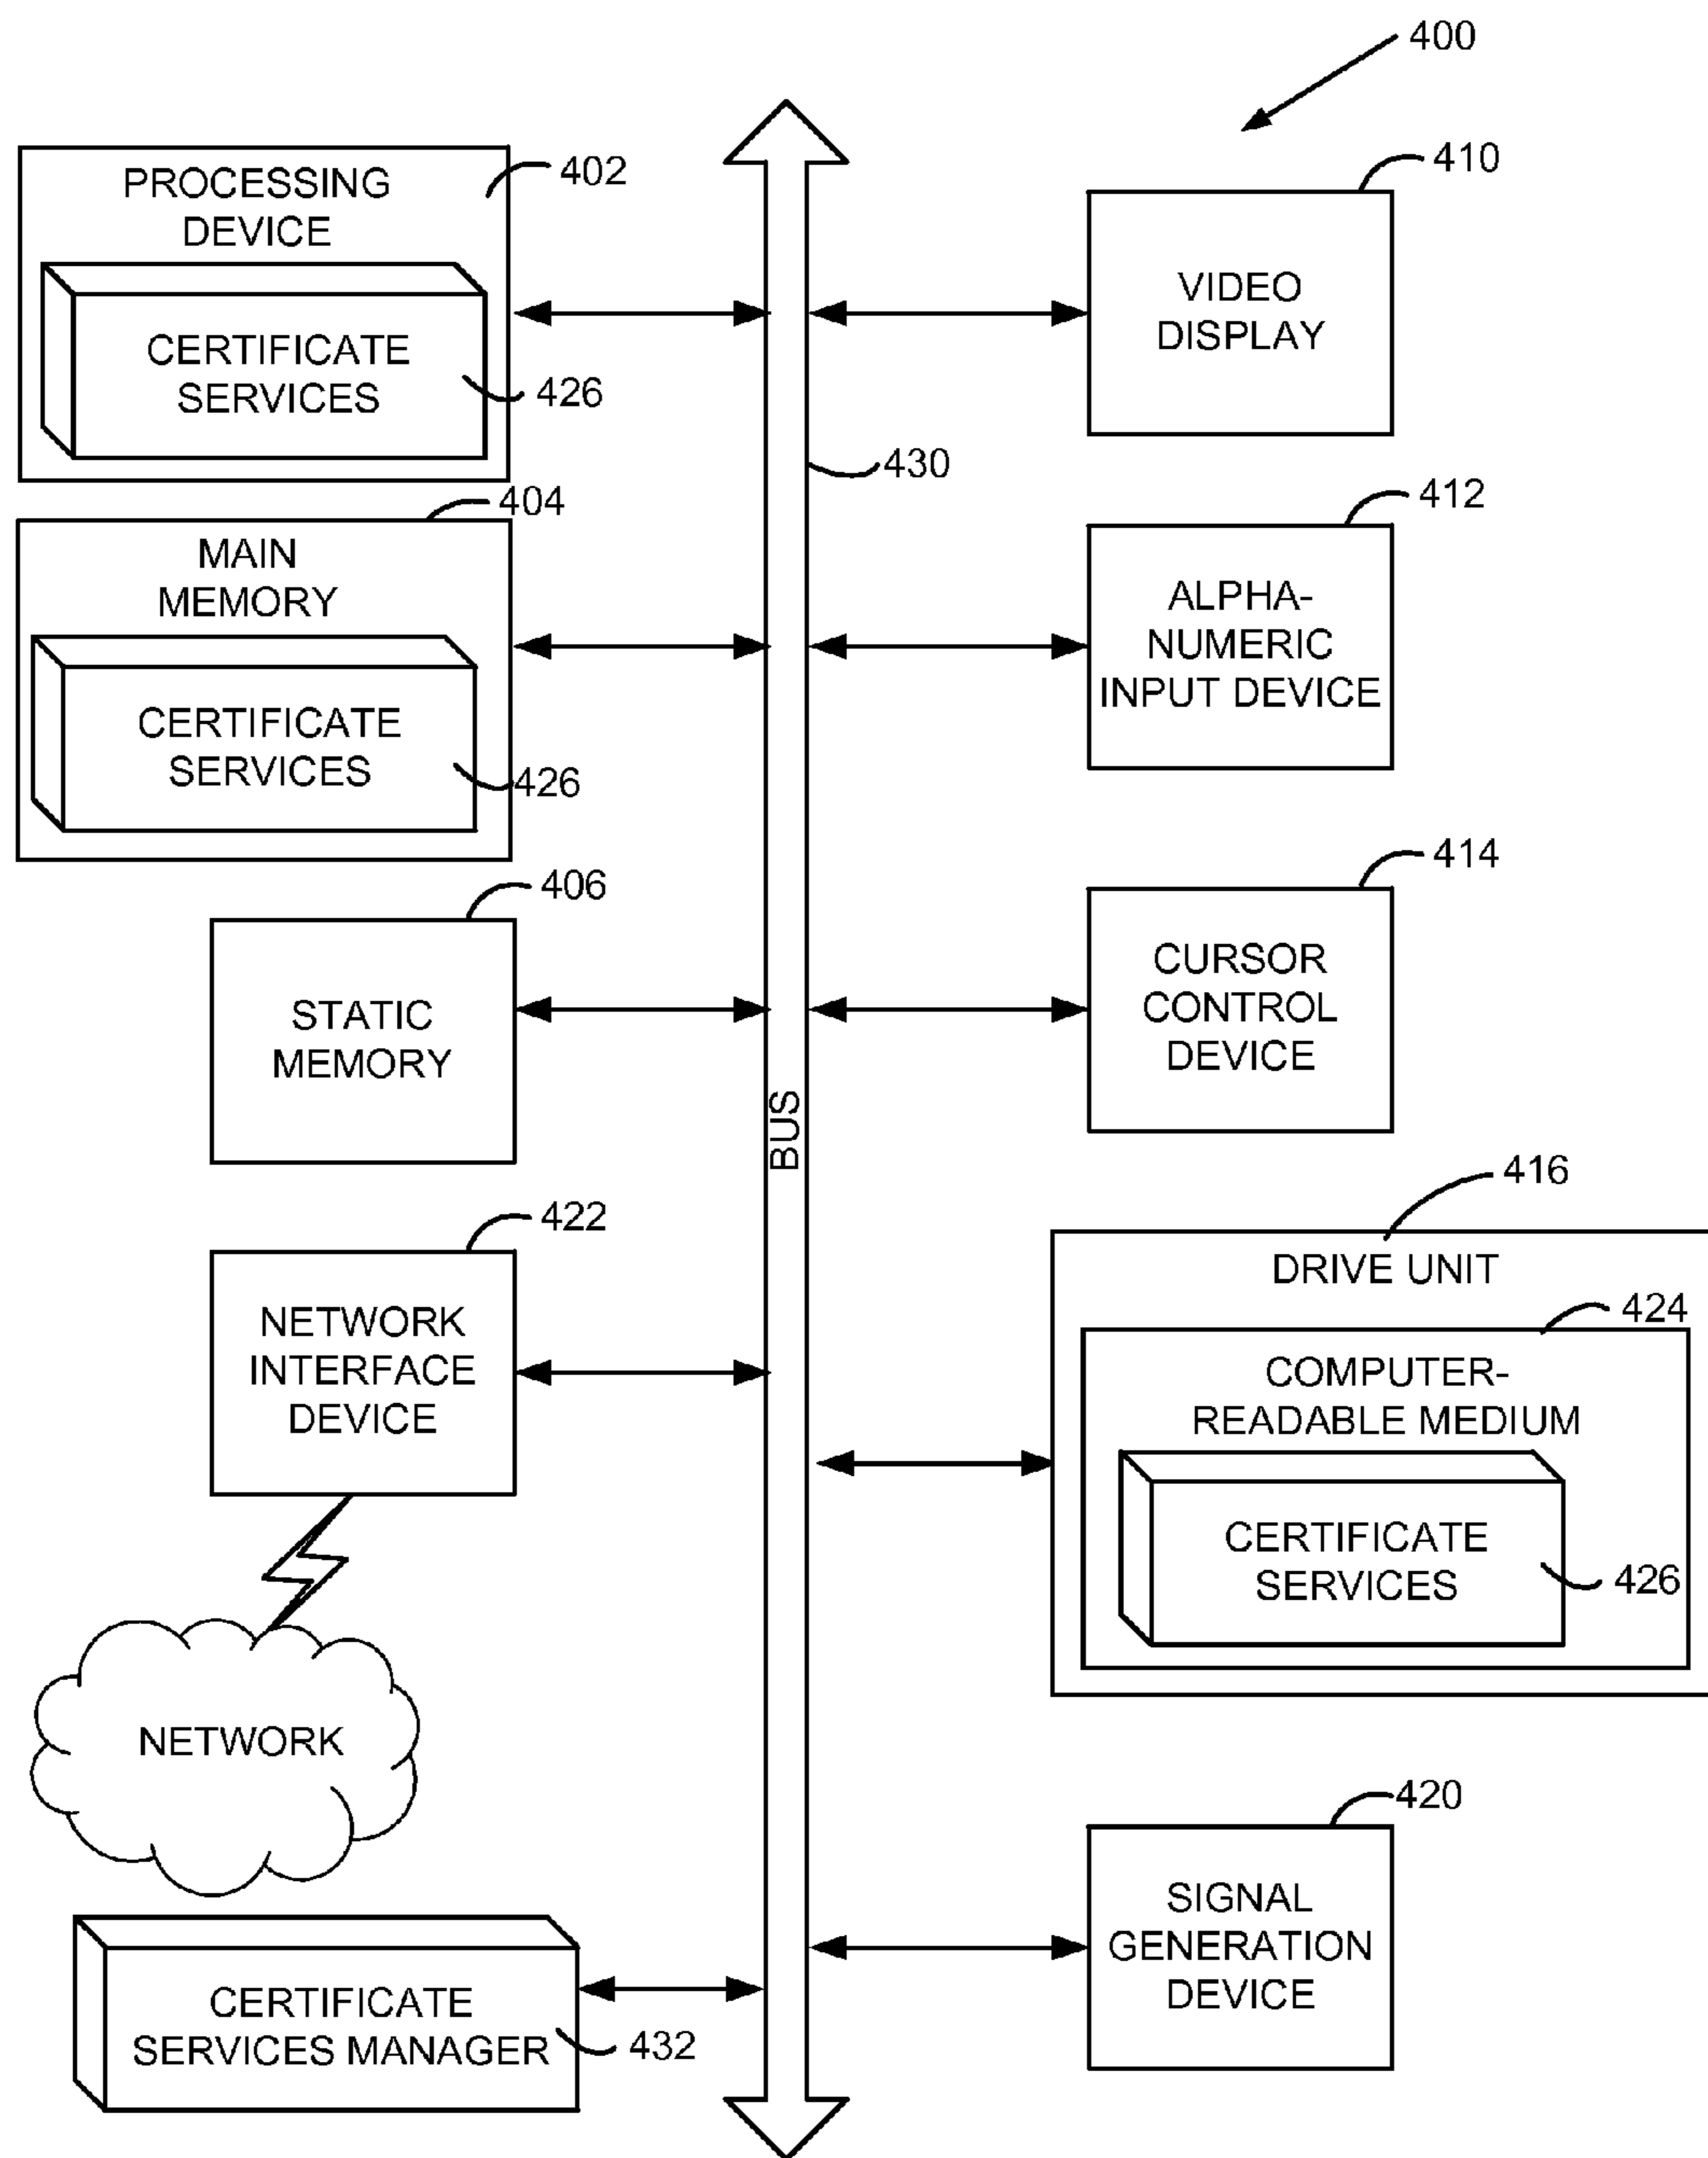 400
PROCESSING
DEVICE
402
CERTIFICATE
SERVICES
426
MAIN
MEMORY
404
CERTIFICATE
SERVICES
426
STATIC
MEMORY
406
NETWORK
INTERFACE
DEVICE
422
NETWORK
CERTIFICATE
SERVICES MANAGER
432
BUS
430
VIDEO
DISPLAY
410
ALPHA-
NUMERIC
INPUT DEVICE
412
CURSOR
CONTROL
DEVICE
414
DRIVE UNIT
416
COMPUTER-
READABLE MEDIUM
424
CERTIFICATE
SERVICES
426
SIGNAL
GENERATION
DEVICE
420